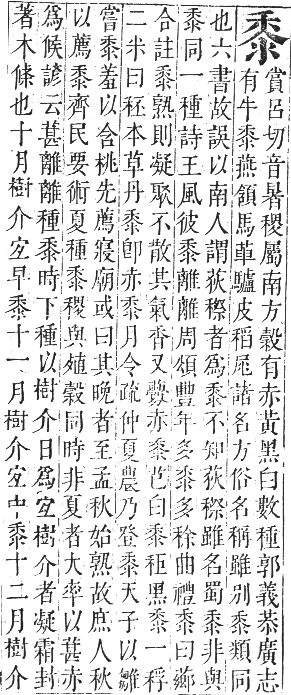 黍賞呂切音暑稷屬南方穀有赤黃黑白數種郭義恭廣志
有牛黍燕頷馬革驢皮稻尾諸名方俗名稱雖別黍類同
也六書故誤以南人謂荻穄者爲黍不知荻穄雖名蜀黍非與
黍同一種詩王風彼黍離離周頌豐年多黍多稌曲禮黍曰薌
合註黍熟則凝聚不散其氣香又虋赤黍芑白黍秬黑黍一稃
二米曰秠本草丹黍卽赤黍月令疏仲夏農乃登黍天子以雛
嘗黍羞以含桃先薦寢廟或曰其晚者至孟秋始熟故庶人秋
以薦黍齊民要術夏種黍稷與殖穀同時非夏者大率以葚赤
爲候諺云葚離離種黍時下種以樹介日爲宐樹介者凝霜封
著木條也十月樹介宐早黍十一月樹介宐中黍十二月樹介